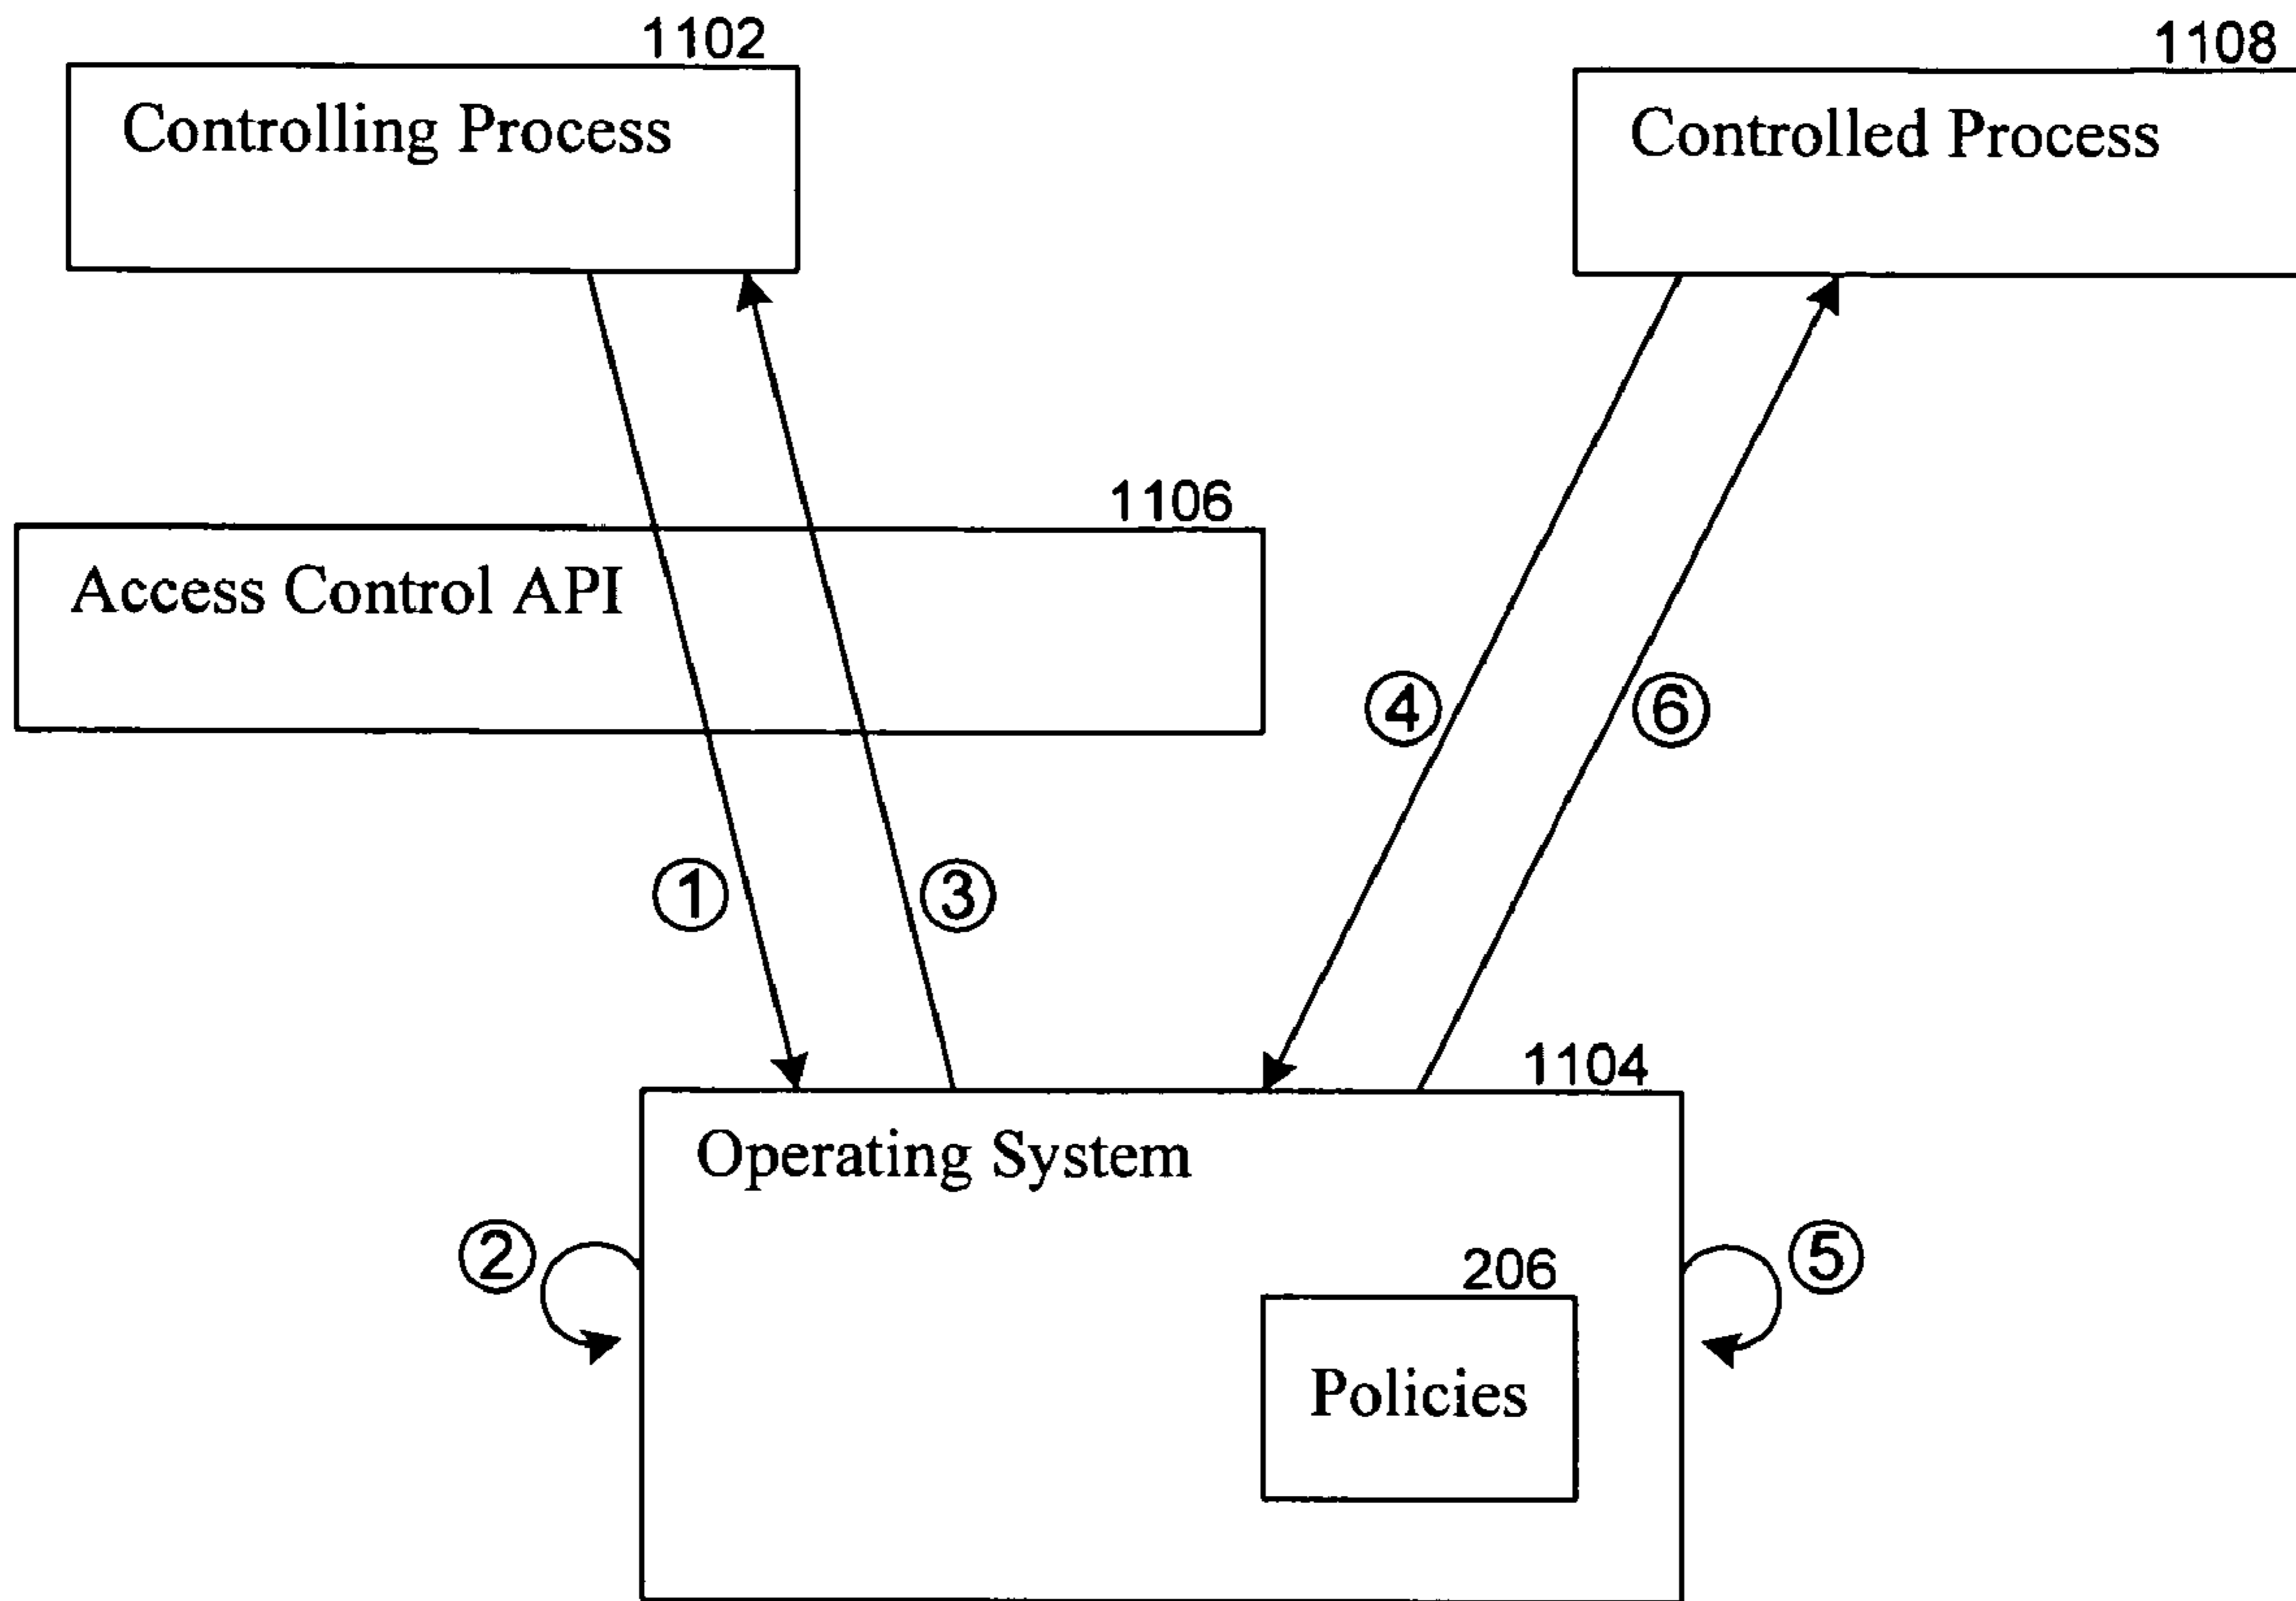 1102
Controlling Process
1108
Controlled Process
1106
Access Control API
4
6
1
3
1104
Operating System
2
5
206
Policies